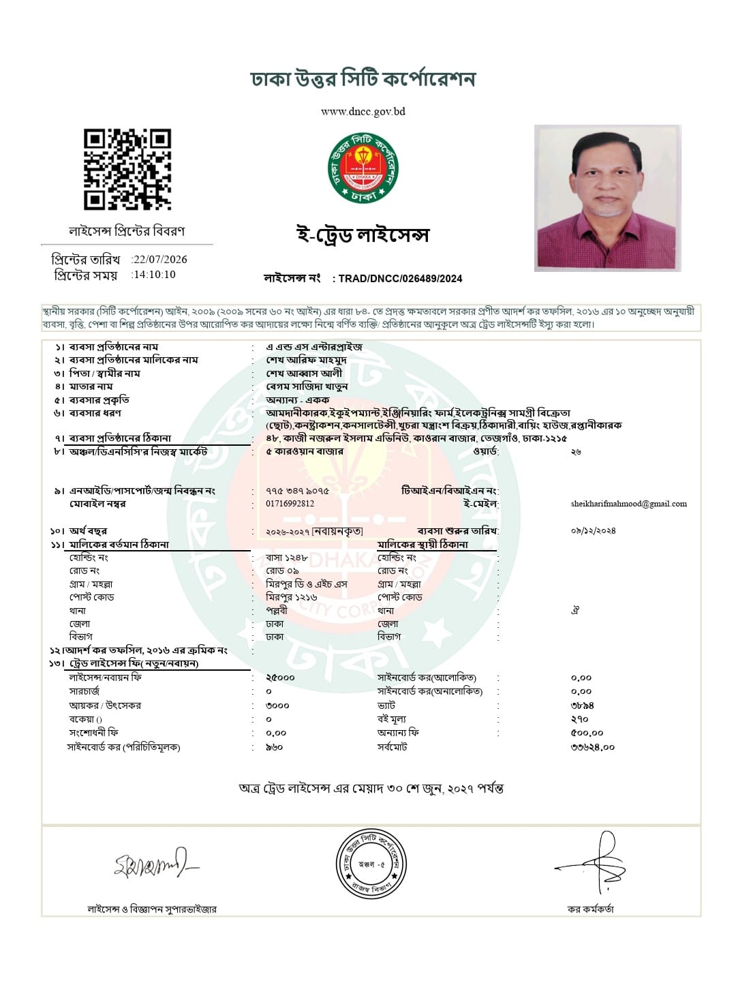 ঢাকা উত্তর সিটি কর্পোরেশন
www.dncc.gov.bd
ঢাকা উত্তর সিটি কর্পোরেশন
DHAKA
NORTH CITY CORPORATION
ঢাকা
লাইসেন্স প্রিন্টের বিবরণ
প্রিন্টের তারিখ :22/07/2026
প্রিন্টের সময় :14:10:10
ই-ট্রেড লাইসেন্স
লাইসেন্স নং : TRAD/DNCC/026489/2024
স্থানীয় সরকার (সিটি কর্পোরেশন) আইন, ২০০৯ (২০০৯ সনের ৬০ নং আইন) এর ধারা ৮৪- তে প্রদত্ত ক্ষমতাবলে সরকার প্রণীত আদর্শ কর তফসিল, ২০১৬ এর ১০ অনুচ্ছেদ অনুযায়ী
ব্যবসা, বৃত্তি, পেশা বা শিল্প প্রতিষ্ঠানের উপর আরোপিত কর আদায়ের লক্ষ্যে নিম্নে বর্ণিত ব্যক্তি/ প্রতিষ্ঠানের আনুকূলে অত্র ট্রেড লাইসেন্সটি ইস্যু করা হলো।
১। ব্যবসা প্রতিষ্ঠানের নাম : এ এন্ড এস এন্টারপ্রাইজ
২। ব্যবসা প্রতিষ্ঠানের মালিকের নাম : শেখ আরিফ মাহমুদ
৩। পিতা / স্বামীর নাম : শেখ আব্বাস আলী
৪। মাতার নাম : বেগম সাজিদা খাতুন
৫। ব্যবসার প্রকৃতি : অন্যান্য - একক
৬। ব্যবসার ধরণ : আমদানীকারক,ইকুইপম্যান্ট,ইঞ্জিনিয়ারিং ফার্ম,ইলেকট্রনিক্স সামগ্রী বিক্রেতা
(ছোট),কনষ্ট্রাকশন,কনসালটেন্সী,খুচরা যন্ত্রাংশ বিক্রয়,ঠিকাদারী,বায়িং হাউজ,রপ্তানীকারক
৭। ব্যবসা প্রতিষ্ঠানের ঠিকানা : ৪৮, কাজী নজরুল ইসলাম এভিনিউ, কাওরান বাজার, তেজগাঁও, ঢাকা-১২১৫
৮। অঞ্চল/ডিএনসিসি'র নিজস্ব মার্কেট : ৫ কারওয়ান বাজার ওয়ার্ড: ২৬
৯। এনআইডি/পাসপোর্ট/জন্ম নিবন্ধন নং : ৭৭৫ ৩৪৭ ৯০৭৫ টিআইএন/বিআইএন নং:
মোবাইল নম্বর : 01716992812 ই-মেইল: sheikharifmahmood@gmail.com
১০। অর্থ বছর : ২০২৬-২০২৭ [নবায়নকৃত] ব্যবসা শুরুর তারিখ: ০৯/১২/২০২৪
১১। মালিকের বর্তমান ঠিকানা মালিকের স্থায়ী ঠিকানা
হোল্ডিং নং : বাসা ১২৪৮ হোল্ডিং নং :
রোড নং : রোড ০৯ রোড নং :
গ্রাম / মহল্লা : মিরপুর ডি ও এইচ এস গ্রাম / মহল্লা :
পোস্ট কোড : মিরপুর ১২১৬ পোস্ট কোড :
থানা : পল্লবী থানা : ঐ
জেলা : ঢাকা জেলা :
বিভাগ : ঢাকা বিভাগ :
১২।আদর্শ কর তফসিল, ২০১৬ এর ক্রমিক নং :
১৩। ট্রেড লাইসেন্স ফি( নতুন/নবায়ন)
লাইসেন্স/নবায়ন ফি : ২৫০০০ সাইনবোর্ড কর(আলোকিত) : ০.০০
সারচার্জ : ০ সাইনবোর্ড কর(অনালোকিত) : ০.০০
আয়কর / উৎসেকর : ৩০০০ ভ্যাট : ৩৮৯৪
বকেয়া () : ০ বই মূল্য : ২৭০
সংশোধনী ফি : ০.০০ অন্যান্য ফি : ৫০০.০০
সাইনবোর্ড কর (পরিচিতিমূলক) : ৯৬০ সর্বমোট ৩৩৬২৪.০০
অত্র ট্রেড লাইসেন্স এর মেয়াদ ৩০ শে জুন, ২০২৭ পর্যন্ত
ঢাকা উত্তর সিটি কর্পোরেশন
অঞ্চল -৫
রাজস্ব বিভাগ
লাইসেন্স ও বিজ্ঞাপন সুপারভাইজার কর কর্মকর্তা